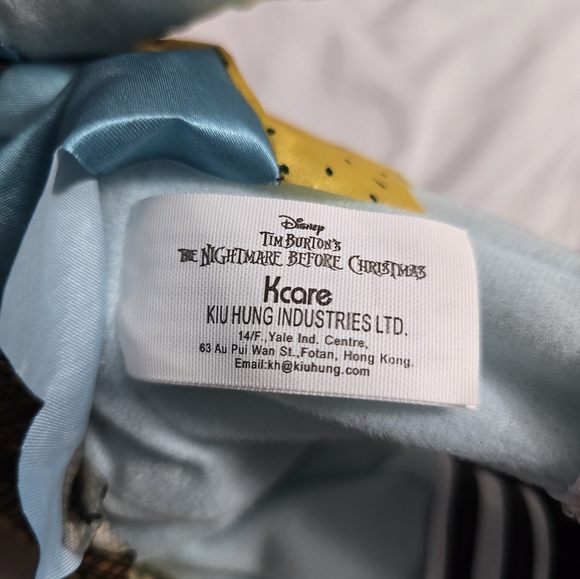 Disney
TIM BURTON'S
THE NIGHTMARE BEFORE CHRISTMAS
Kcare
KIU HUNG INDUSTRIES LTD.
14/F.,Yale Ind. Centre,
63 Au Pui Wan St.,Fotan, Hong Kong.
Email:kh@kiuhung.com